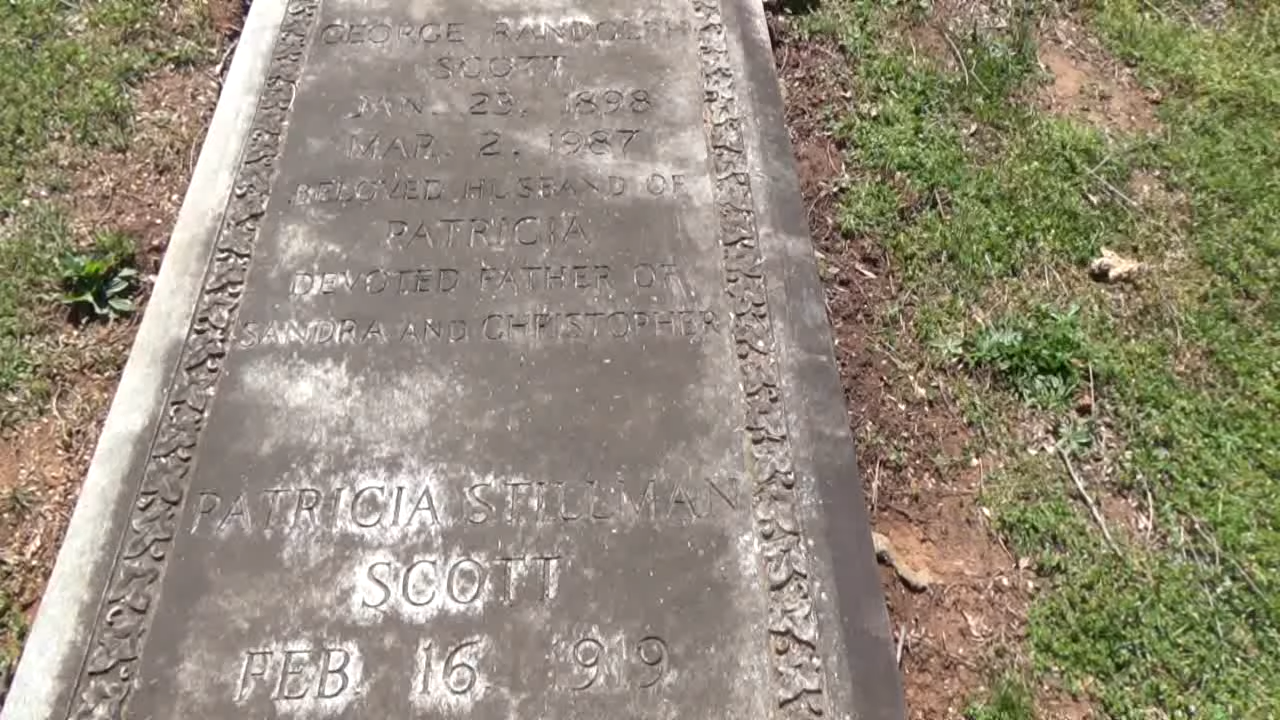 GEORGE RANDOLPH
SCOTT
JAN. 23, 1898
MAR. 2, 1987
BELOVED HUSBAND OF
PATRICIA
DEVOTED FATHER OF
SANDRA AND CHRISTOPHER
PATRICIA STILLMAN
SCOTT
FEB. 16 1919